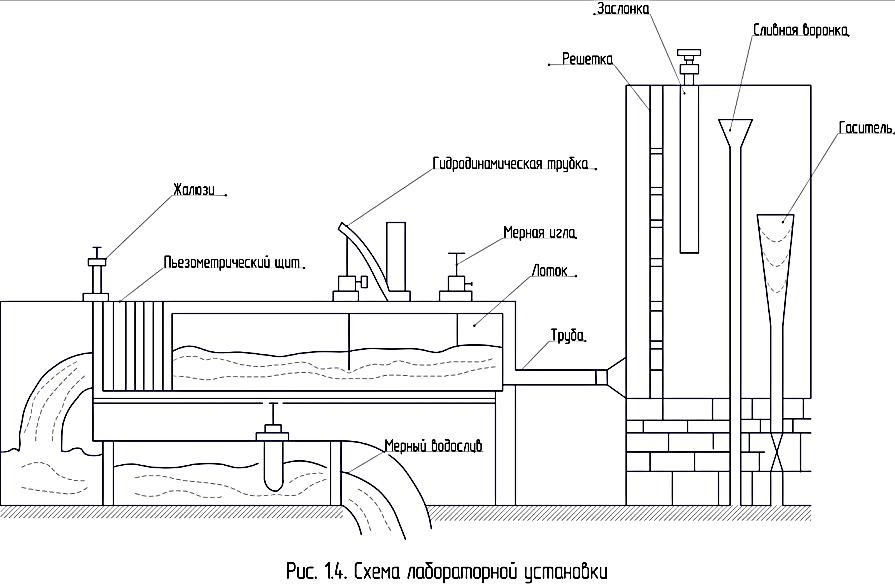 Заслонка
Сливная воронка
Решетка
Гаситель
Гидродинамическая трубка
Жалюзи
Мерная игла
Пьезометрический щит
Лоток
Труба
Мерный водослив
Рис. 1.4. Схема лабораторной установки